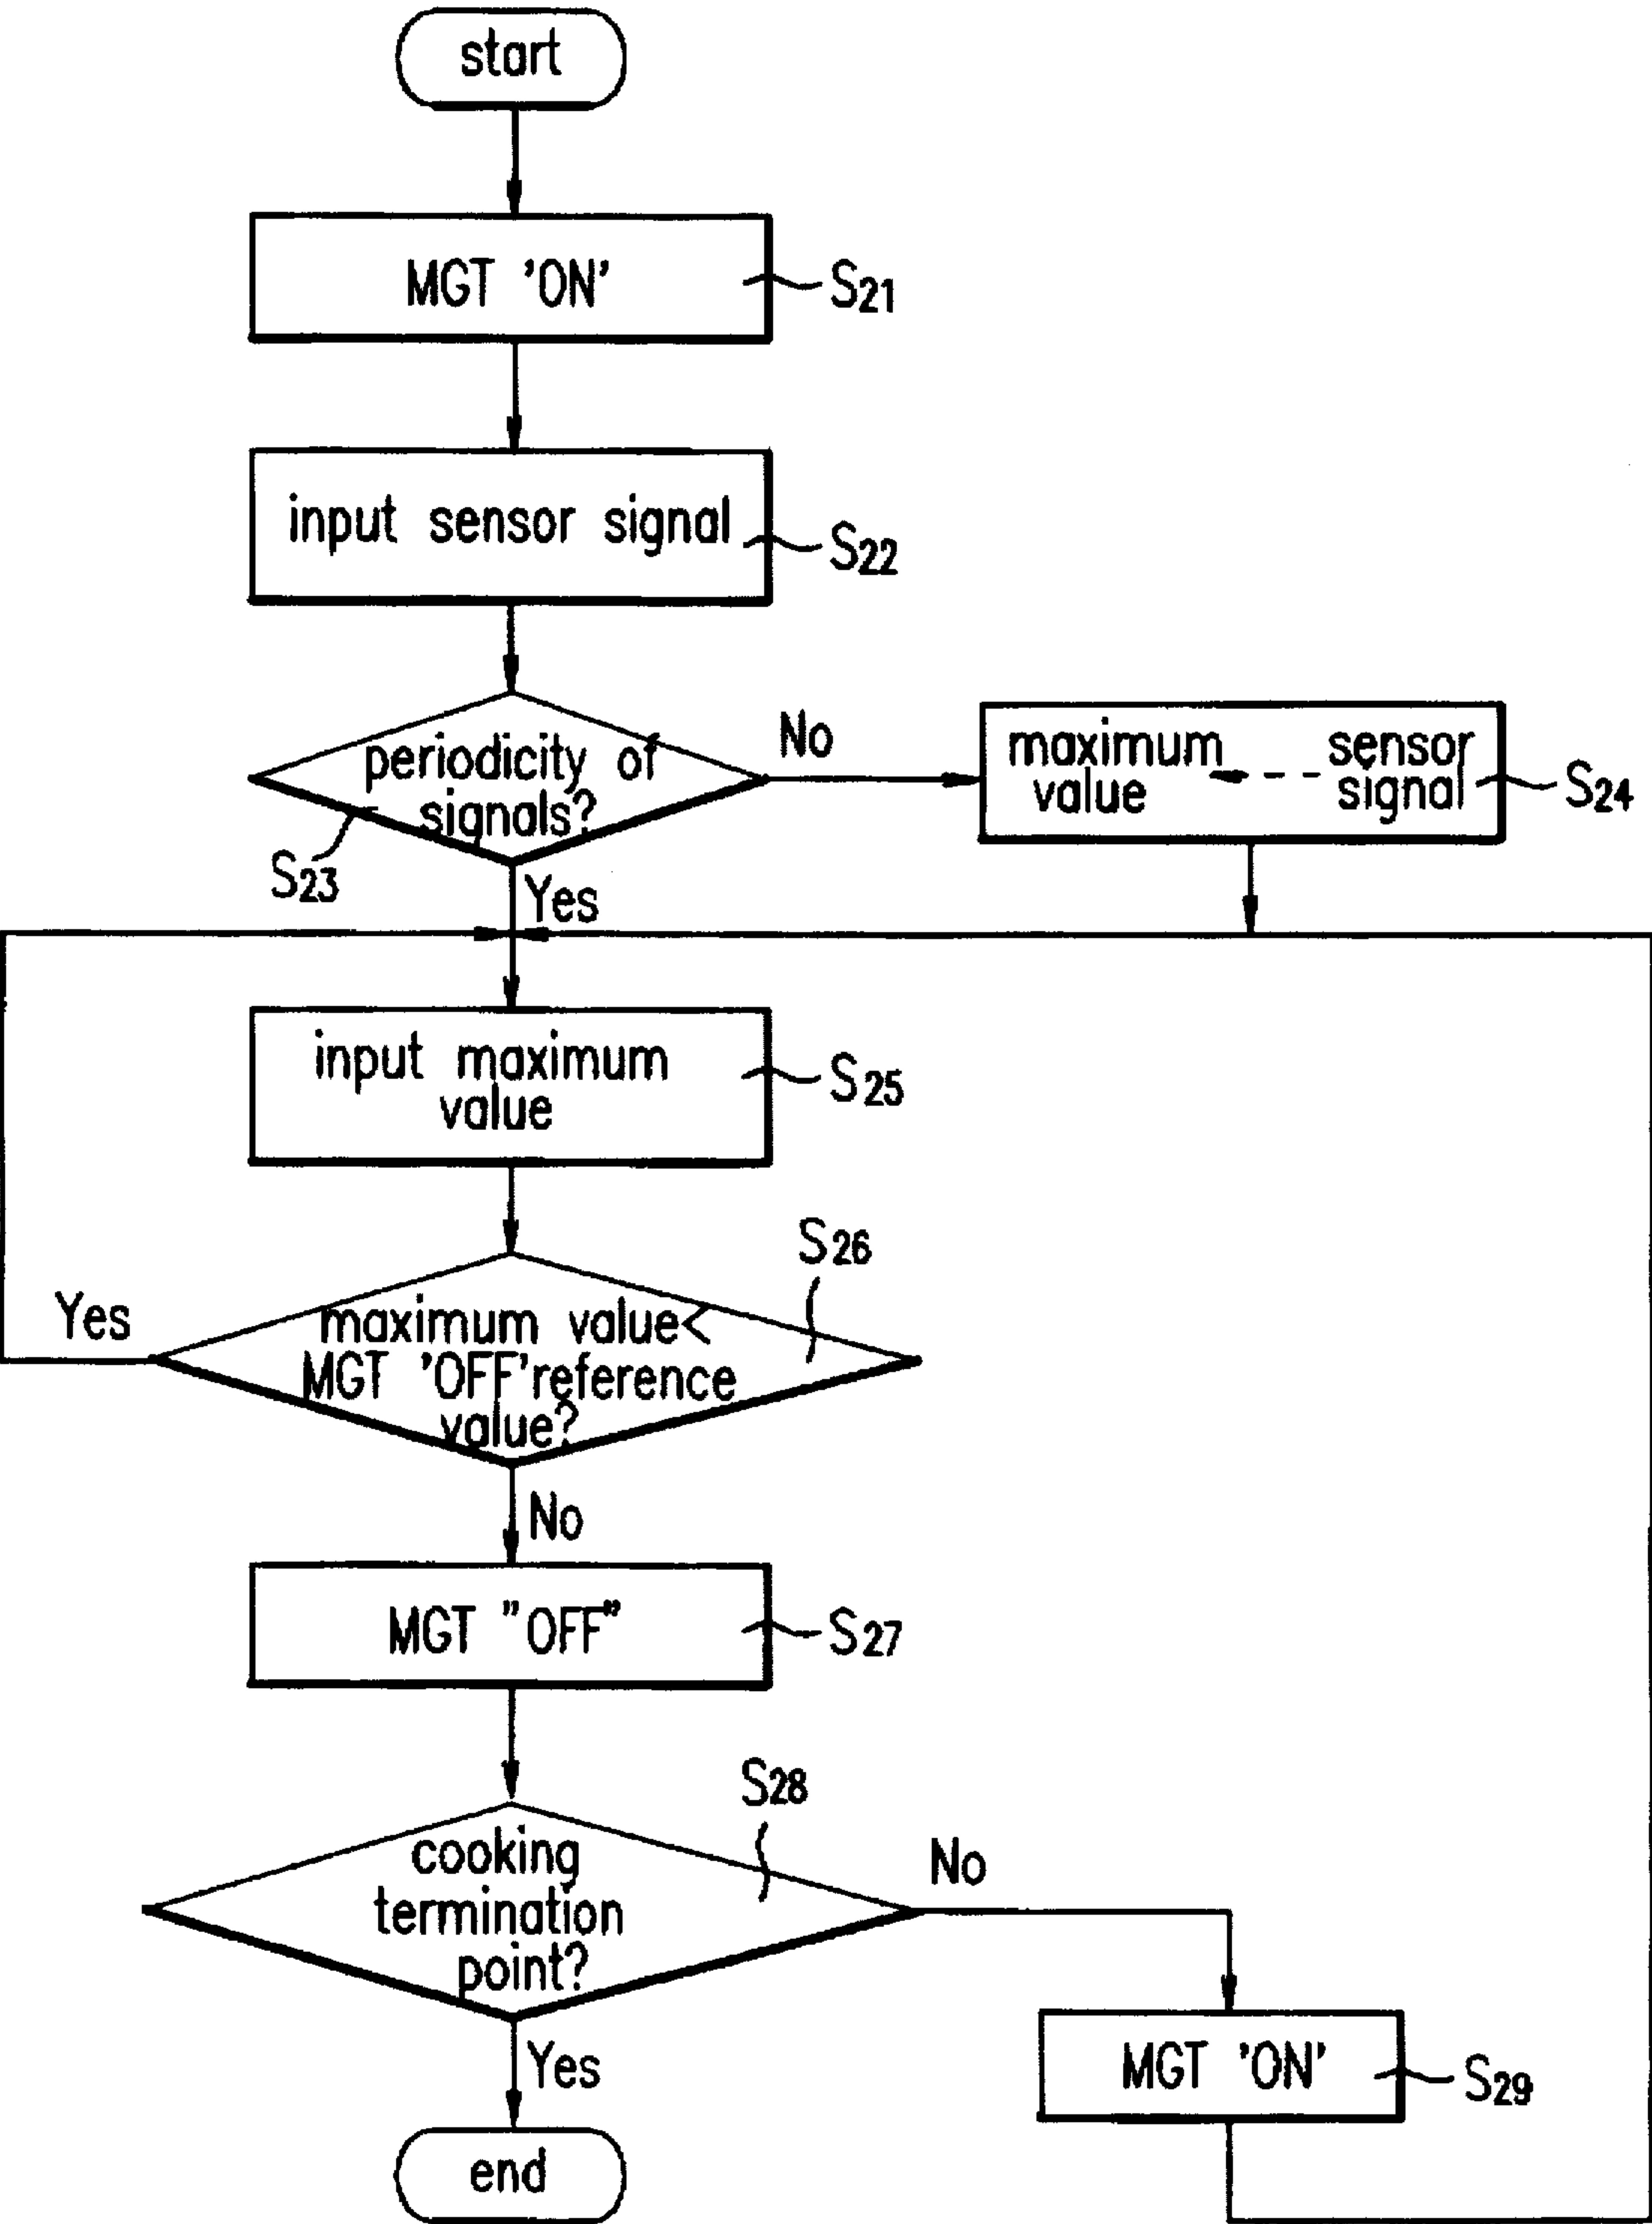 start
MGT 'ON'
S21
input sensor signal
S22
periodicity of
signals?
S23
No
maximum
value
sensor
signal
S24
Yes
input maximum
value
S25
S26
Yes
maximum value<
MGT 'OFF'reference
value?
No
MGT "OFF"
S27
S28
cooking
termination
point?
No
Yes
MGT 'ON'
S29
end